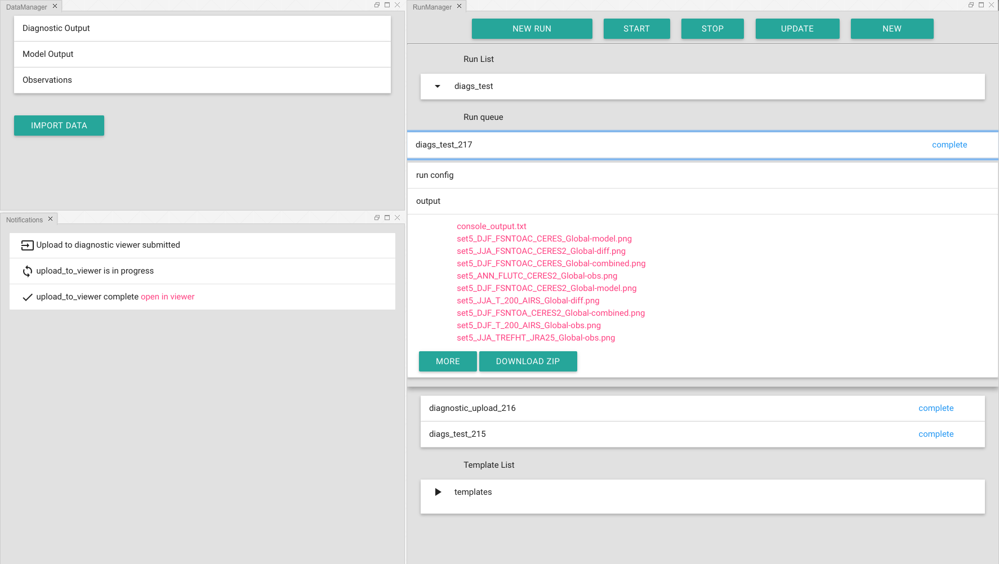 DataManager
Diagnostic Output
Model Output
Observations
IMPORT DATA
Notifications
Upload to diagnostic viewer submitted
upload_to_viewer is in progress
upload_to_viewer complete open in viewer
RunManager
NEW RUN START STOP UPDATE NEW
Run List
diags_test
Run queue
diags_test_217 complete
run config
output
console_output.txt
set5_DJF_FSNTOAC_CERES_Global-model.png
set5_JJA_FSNTOAC_CERES2_Global-diff.png
set5_DJF_FSNTOAC_CERES_Global-combined.png
set5_ANN_FLUTC_CERES2_Global-obs.png
set5_DJF_FSNTOAC_CERES2_Global-model.png
set5_JJA_T_200_AIRS_Global-diff.png
set5_DJF_FSNTOA_CERES2_Global-combined.png
set5_DJF_T_200_AIRS_Global-obs.png
set5_JJA_TREFHT_JRA25_Global-obs.png
MORE DOWNLOAD ZIP
diagnostic_upload_216 complete
diags_test_215 complete
Template List
templates